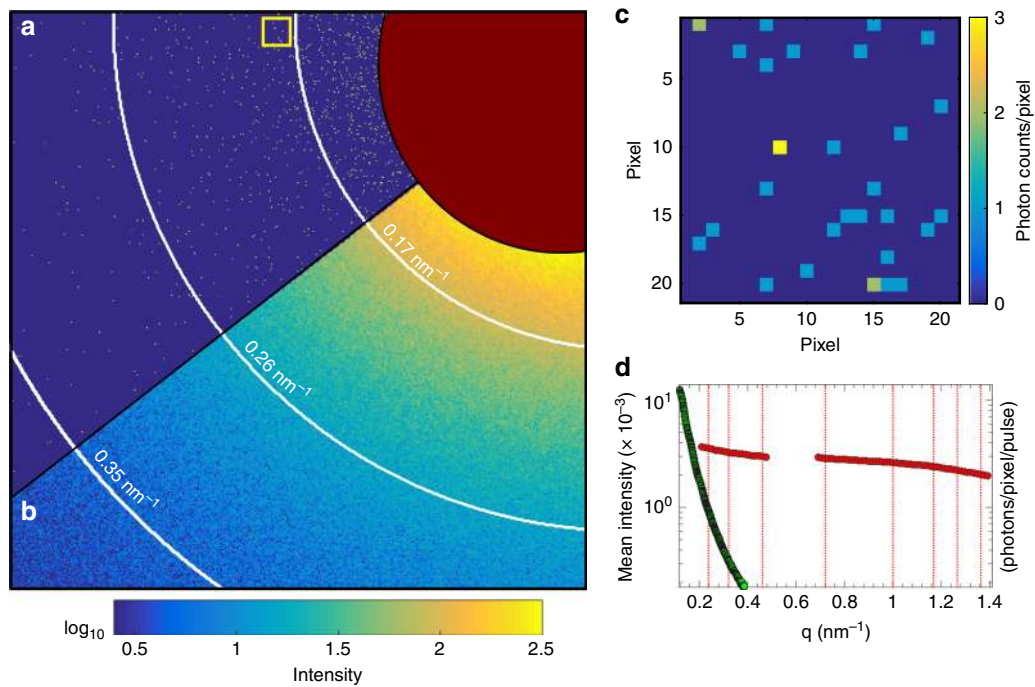 a
0.17 nm⁻¹
0.26 nm⁻¹
0.35 nm⁻¹
b
log₁₀
0.5 1 1.5 2 2.5
Intensity
c
5
10
15
20
Pixel
5 10 15 20
Pixel
3
2
1
0
Photon counts/pixel
d
10¹
10⁰
Mean intensity (× 10⁻³)
(photons/pixel/pulse)
0.2 0.4 0.6 0.8 1 1.2 1.4
q (nm⁻¹)